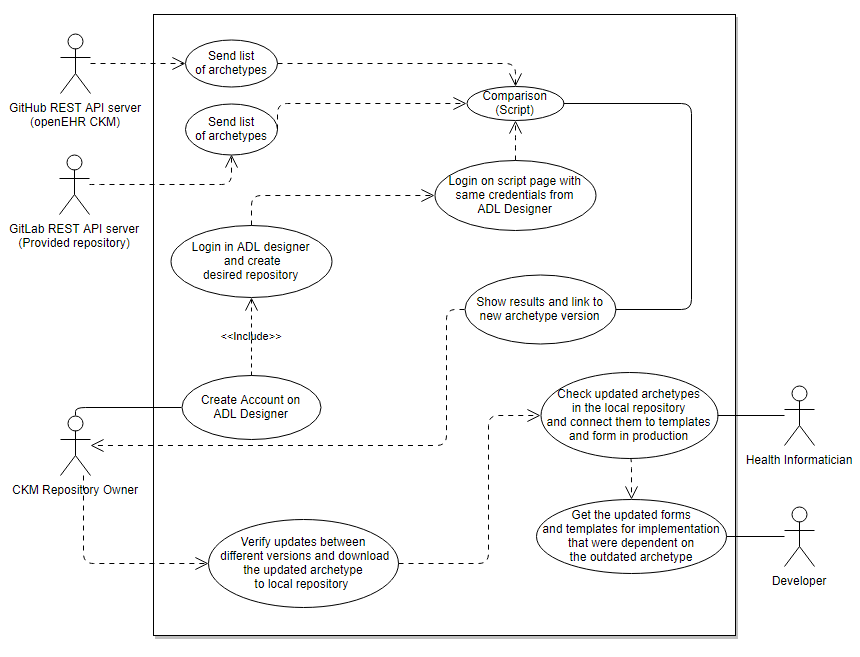 Send list
of archetypes
GitHub REST API server
(openEHR CKM)
Comparison
(Script)
Send list
of archetypes
GitLab REST API server
(Provided repository)
Login on script page with
same credentials from
ADL Designer
Login in ADL designer
and create
desired repository
Show results and link to
new archetype version
<<Include>>
Create Account on
ADL Designer
Check updated archetypes
in the local repository
and connect them to templates
and form in production
Health Informatician
CKM Repository Owner
Get the updated forms
and templates for implementation
that were dependent on
the outdated archetype
Verify updates between
different versions and download
the updated archetype
to local repository
Developer